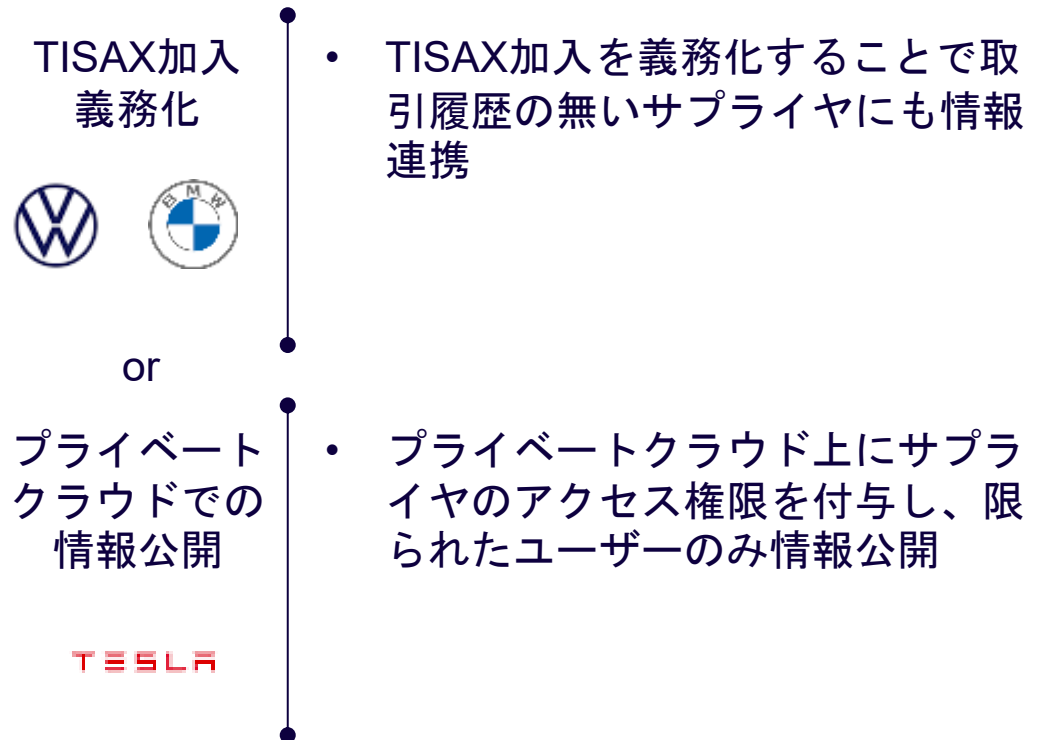 TISAX加入
義務化
• TISAX加入を義務化することで取
引履歴の無いサプライヤにも情報
連携
BMW
or
プライベート
クラウドでの
情報公開
• プライベートクラウド上にサプラ
イヤのアクセス権限を付与し、限
られたユーザーのみ情報公開
TESLA